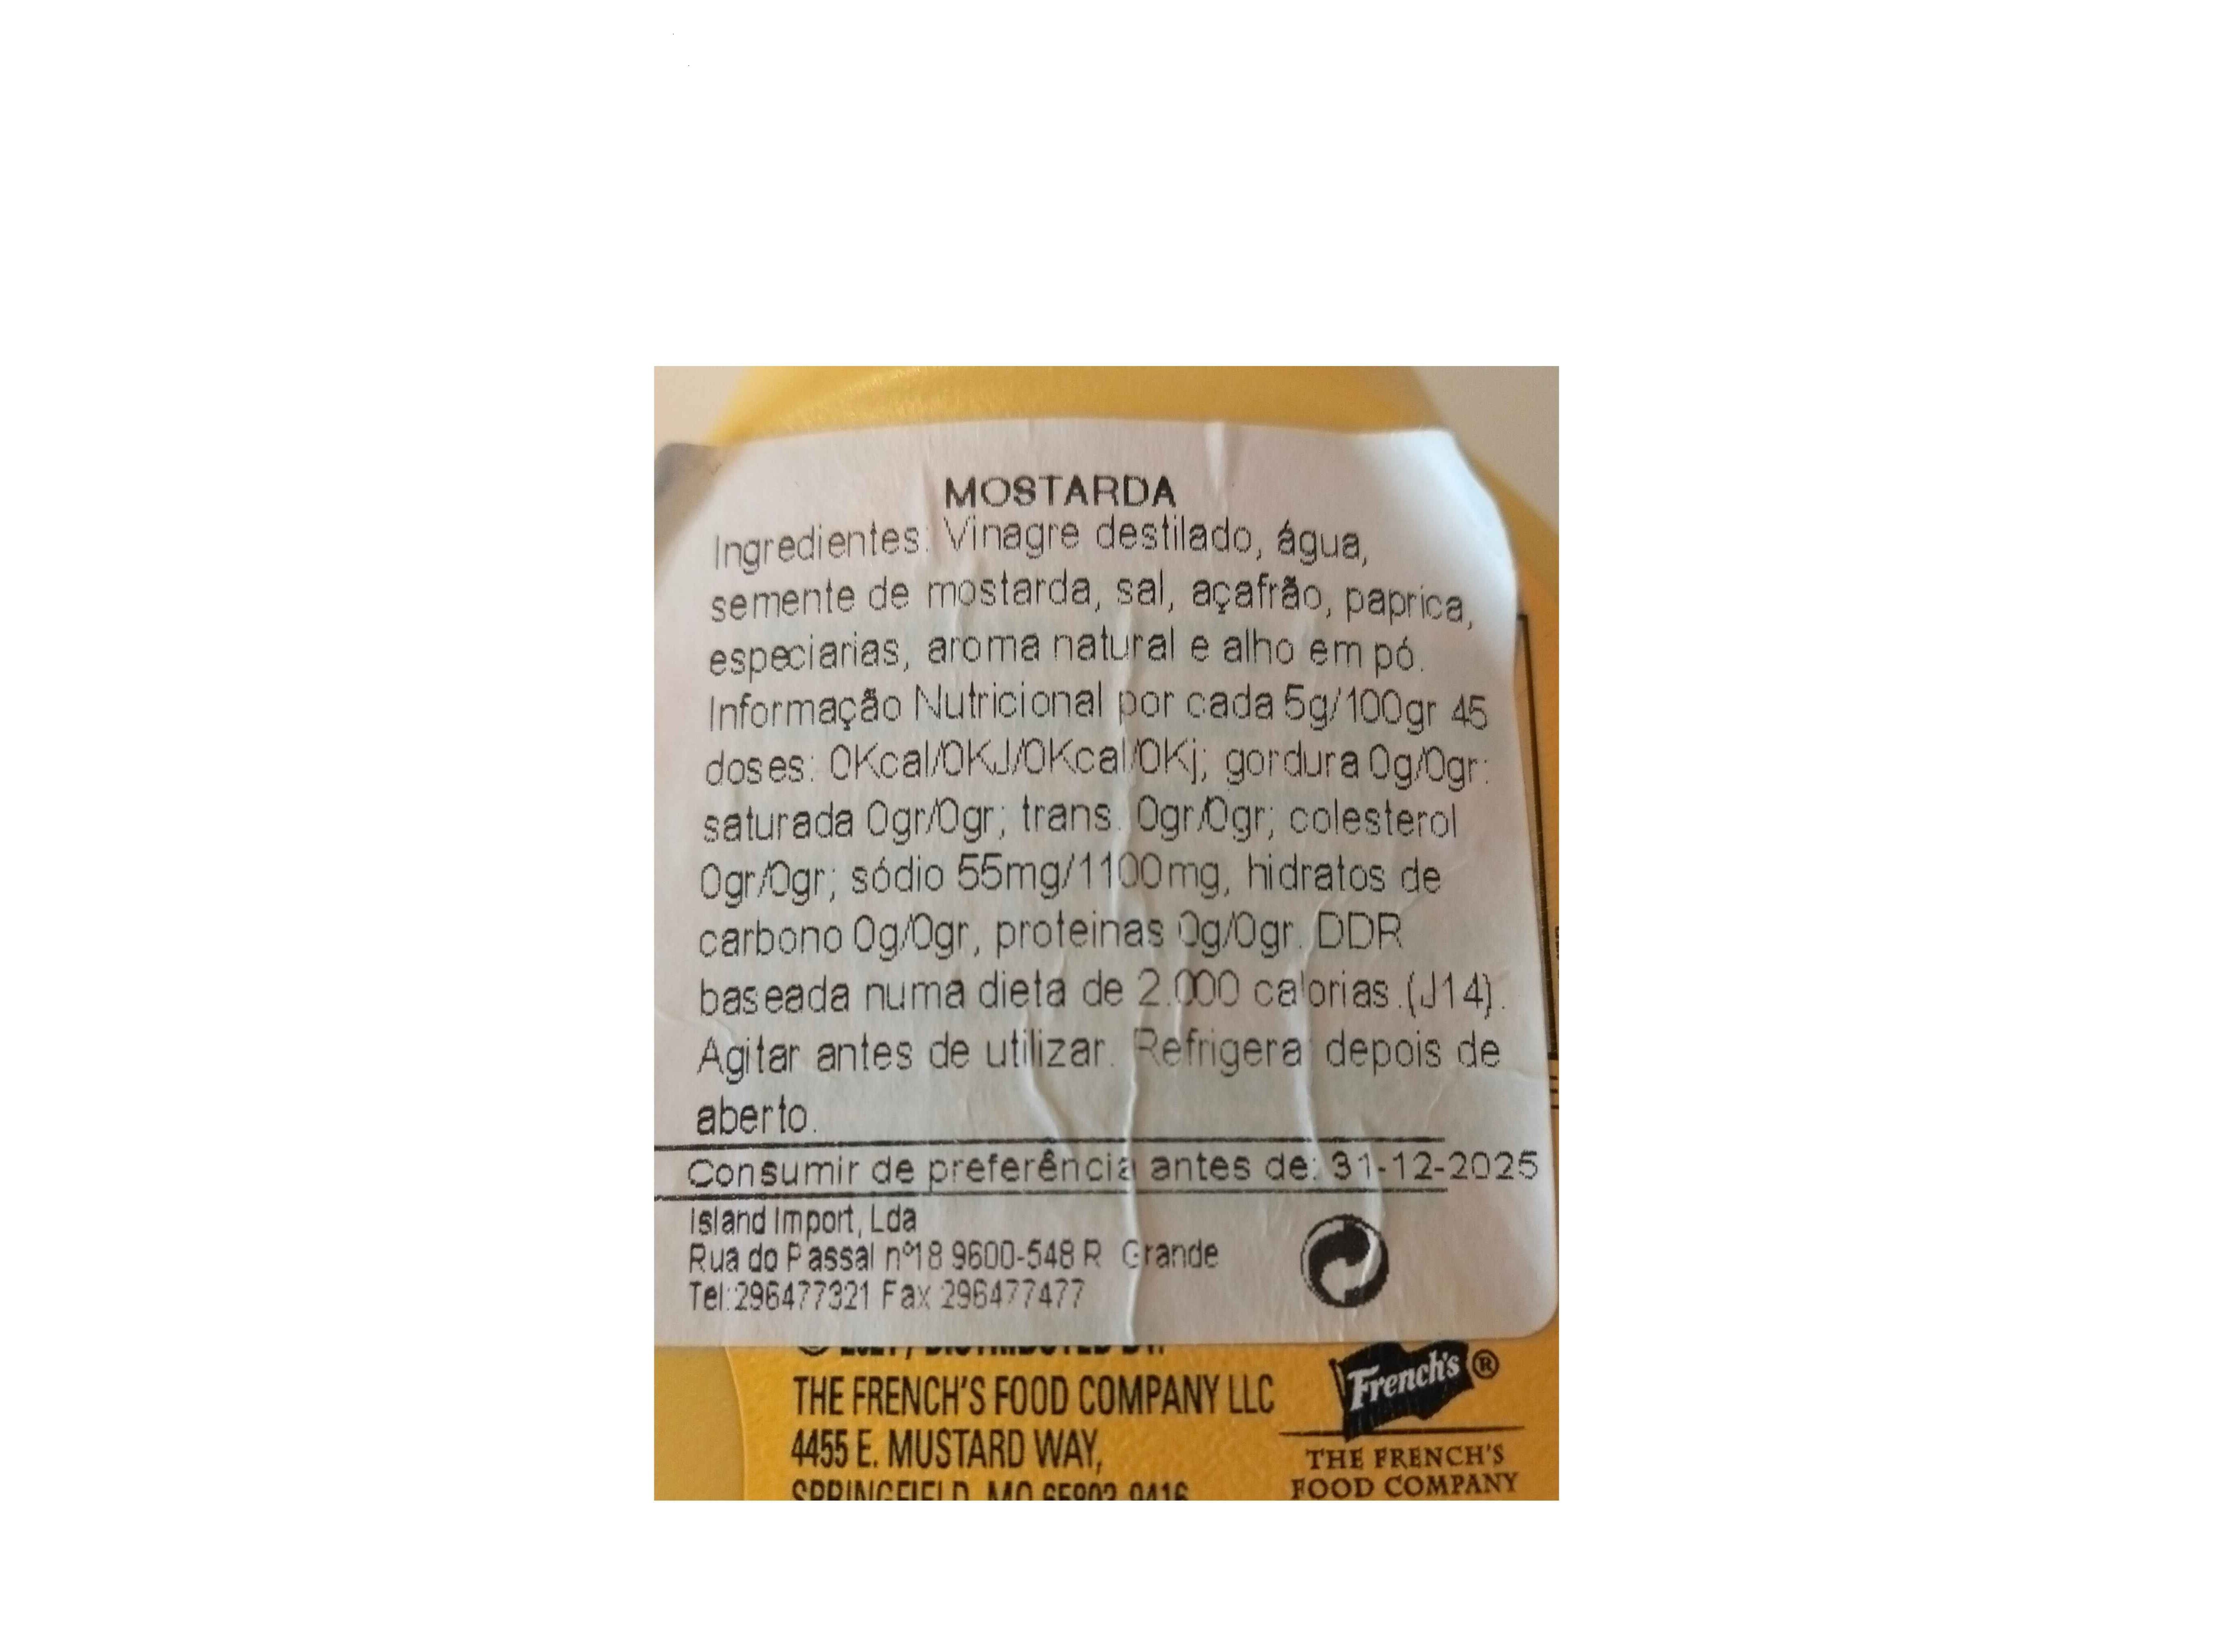 MOSTARDA
Ingredientes: Vinagre destilado, água,
semente de mostarda, sal, açafrão, paprica,
especiarias, aroma natural e alho em pó.
Informação Nutricional por cada 5g/100gr 45
doses: 0Kcal/0KJ/0Kcal/0Kj; gordura 0g/0gr:
saturada 0gr/0gr; trans. 0gr/0gr; colesterol
0gr/0gr; sódio 55mg/1100mg, hidratos de
carbono 0g/0gr, proteinas 0g/0gr. DDR
baseada numa dieta de 2.000 calorias.(J14).
Agitar antes de utilizar. Refrigerar depois de
aberto.
Consumir de preferência antes de: 31-12-2025
Island Import, Lda
Rua do Passal nº18 9600-548 R Grande
Tel:296477321 Fax 296477477
THE FRENCH'S FOOD COMPANY LLC
4455 E. MUSTARD WAY,
SPRINGFIELD, MO 65803-9416
French's ®
THE FRENCH'S
FOOD COMPANY